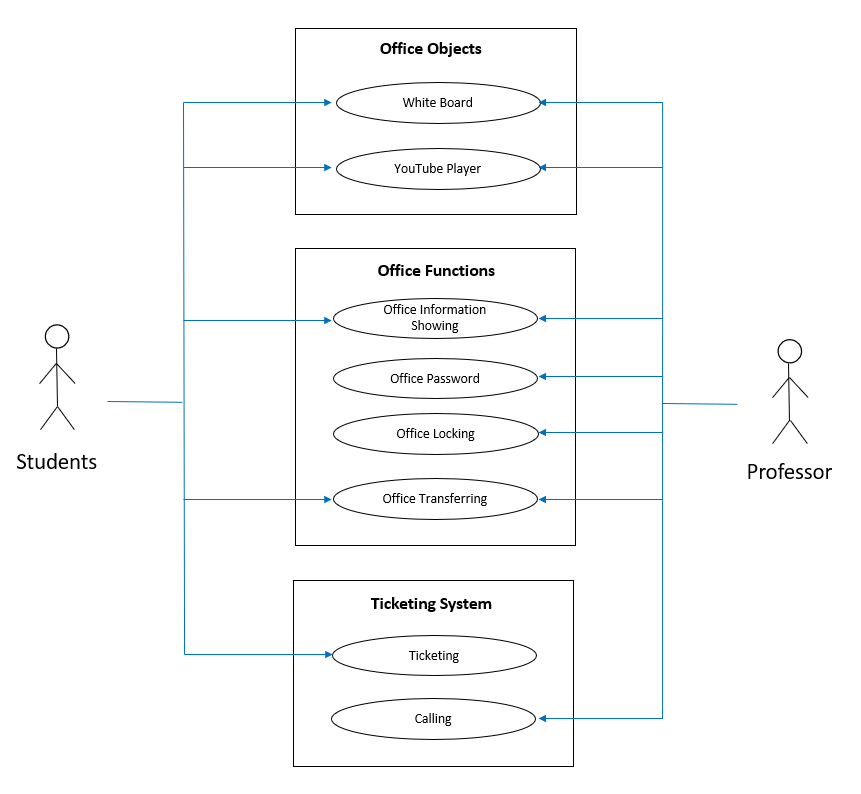 Office Objects
White Board
YouTube Player
Office Functions
Office Information
Showing
Office Password
Office Locking
Office Transferring
Students
Professor
Ticketing System
Ticketing
Calling